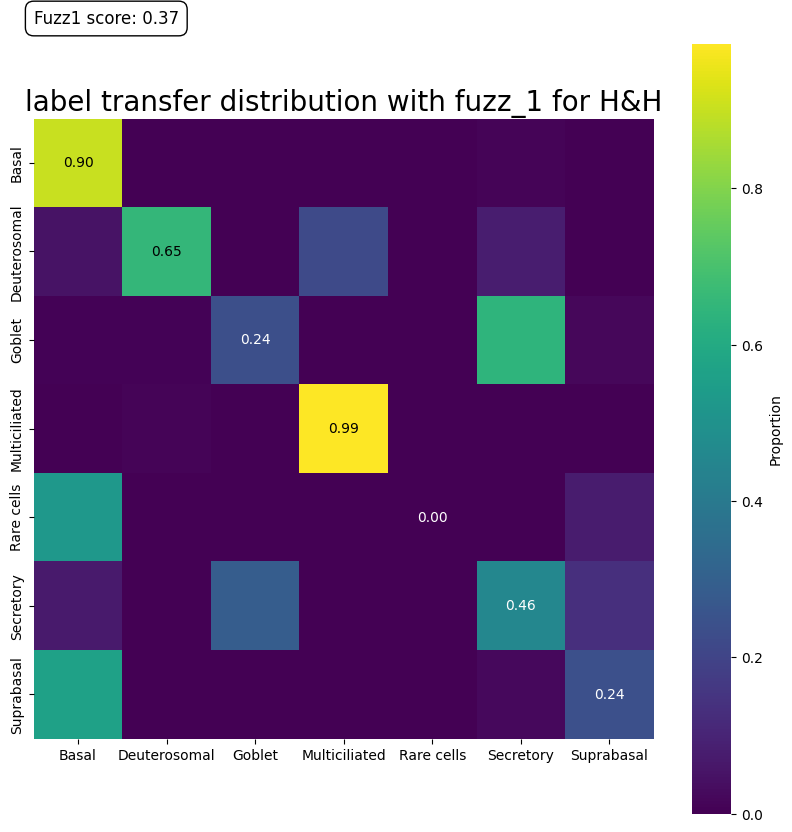 Fuzz1 score: 0.37
label transfer distribution with fuzz_1 for H&H
Basal
Deuterosomal
Goblet
Multiciliated
Rare cells
Secretory
Suprabasal
0.90
0.65
0.24
0.99
0.00
0.46
0.24
Basal
Deuterosomal
Goblet
Multiciliated
Rare cells
Secretory
Suprabasal
0.8
0.6
0.4
0.2
0.0
Proportion